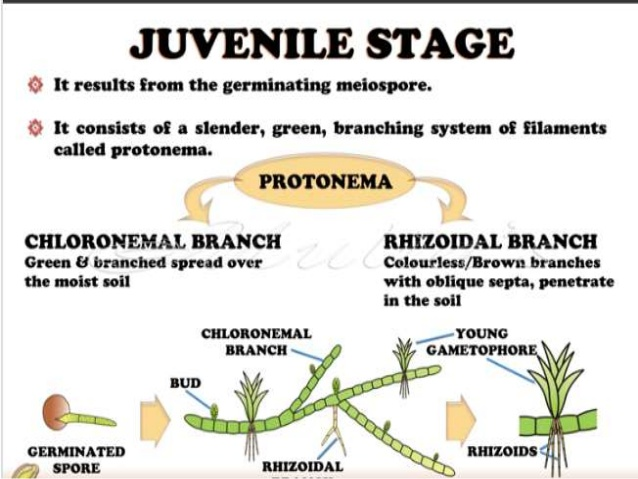 JUVENILE STAGE
It results from the germinating meiospore.
It consists of a slender, green, branching system of filaments
called protonema.
PROTONEMA
CHLORONEMAL BRANCH
Green & branched spread over
the moist soil
RHIZOIDAL BRANCH
Colourless/Brown branches
with oblique septa, penetrate
in the soil
CHLORONEMAL
BRANCH
YOUNG
GAMETOPHORE
BUD
GERMINATED
SPORE
RHIZOIDAL
RHIZOIDS